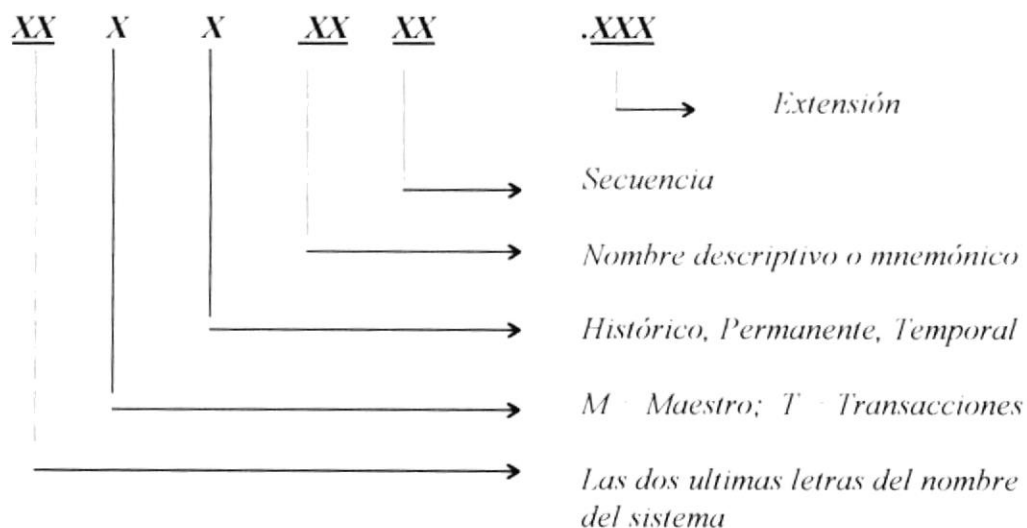 XX X X XX XX .XXX
Extensión
Secuencia
Nombre descriptivo o mnemónico
Histórico, Permanente, Temporal
M - Maestro; T - Transacciones
Las dos ultimas letras del nombre
del sistema